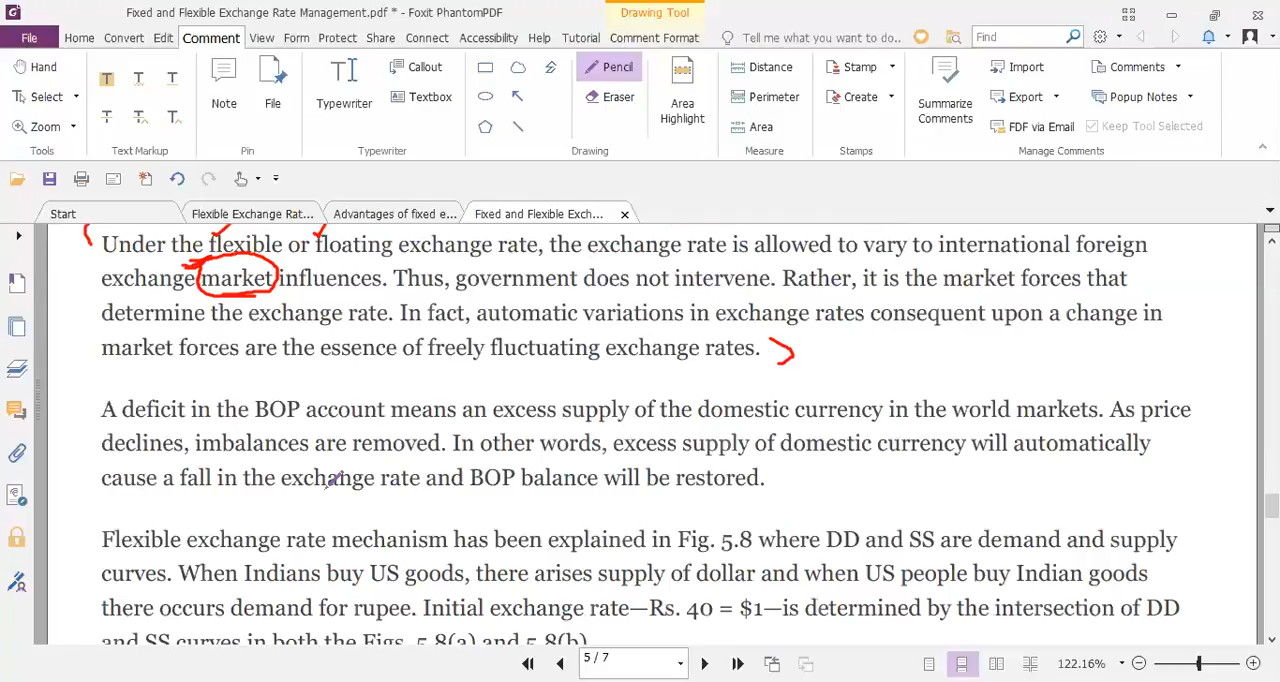 Fixed and Flexible Exchange Rate Management.pdf * - Foxit PhantomPDF
Drawing Tool
File Home Convert Edit Comment View Form Protect Share Connect Accessibility Help Tutorial Comment Format Tell me what you want to do.. Find
Hand
Select
Zoom
Tools
T T T
T T T
Text Markup
Note
File
Pin
Typewriter
Callout
Textbox
Typewriter
Pencil
Eraser
Drawing
Area
Highlight
Distance
Perimeter
Area
Measure
Stamp
Create
Stamps
Summarize
Comments
Import
Export
FDF via Email
Comments
Popup Notes
Keep Tool Selected
Manage Comments
Start Flexible Exchange Rat... Advantages of fixed e... Fixed and Flexible Exch...
Under the flexible or floating exchange rate, the exchange rate is allowed to vary to international foreign
exchange market influences. Thus, government does not intervene. Rather, it is the market forces that
determine the exchange rate. In fact, automatic variations in exchange rates consequent upon a change in
market forces are the essence of freely fluctuating exchange rates.
A deficit in the BOP account means an excess supply of the domestic currency in the world markets. As price
declines, imbalances are removed. In other words, excess supply of domestic currency will automatically
cause a fall in the exchange rate and BOP balance will be restored.
Flexible exchange rate mechanism has been explained in Fig. 5.8 where DD and SS are demand and supply
curves. When Indians buy US goods, there arises supply of dollar and when US people buy Indian goods
there occurs demand for rupee. Initial exchange rate—Rs. 40 = $1—is determined by the intersection of DD
and SS curves in both the Figs. 5.8(a) and 5.8(b).
5 / 7
122.16%